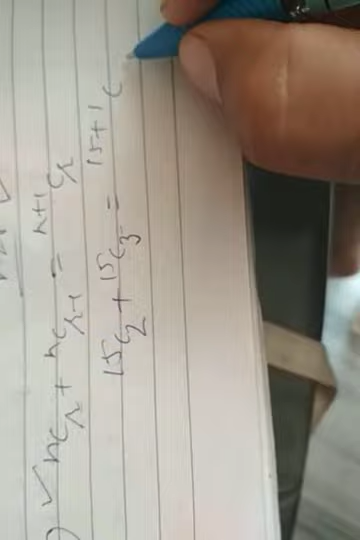 ✓ ⁿCᵣ + ⁿCᵣ₋₁ = ⁿ⁺¹Cᵣ
¹⁵C₂ + ¹⁵C₃ = ¹⁵⁺¹C